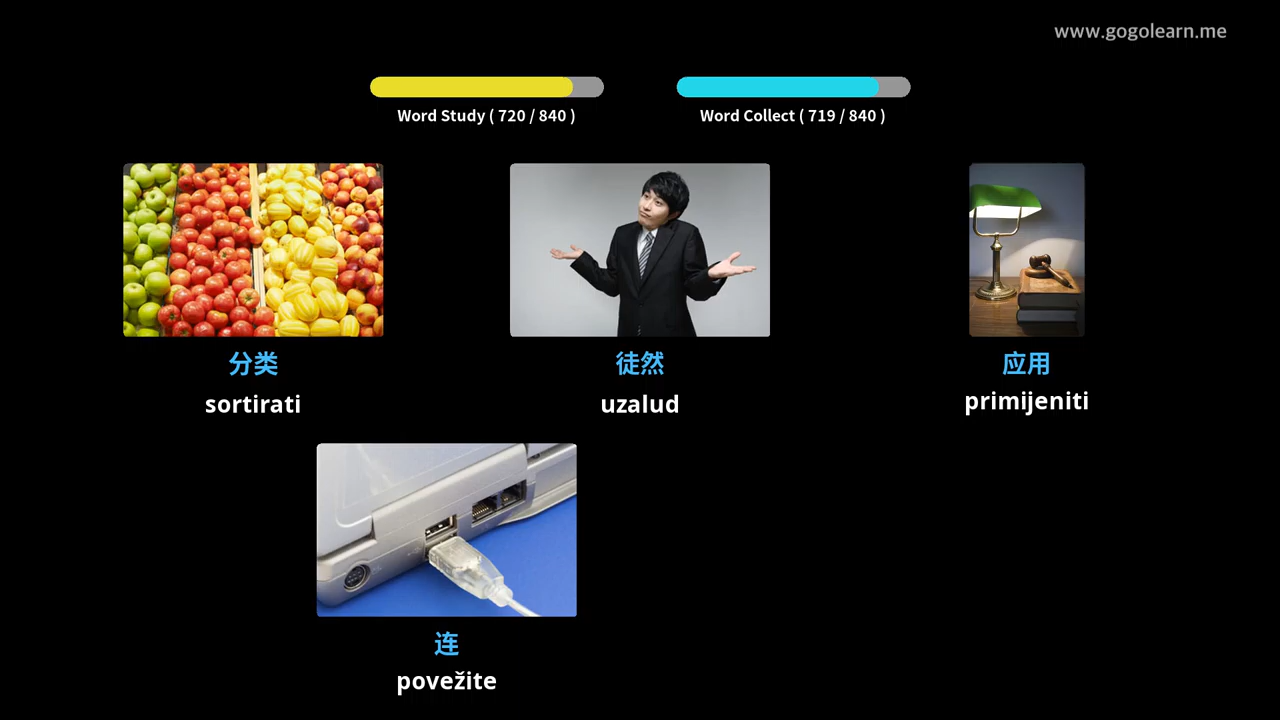 www.gogolearn.me
Word Study ( 720 / 840 )
Word Collect ( 719 / 840 )
分类
徒然
应用
sortirati
uzalud
primijeniti
连
povežite